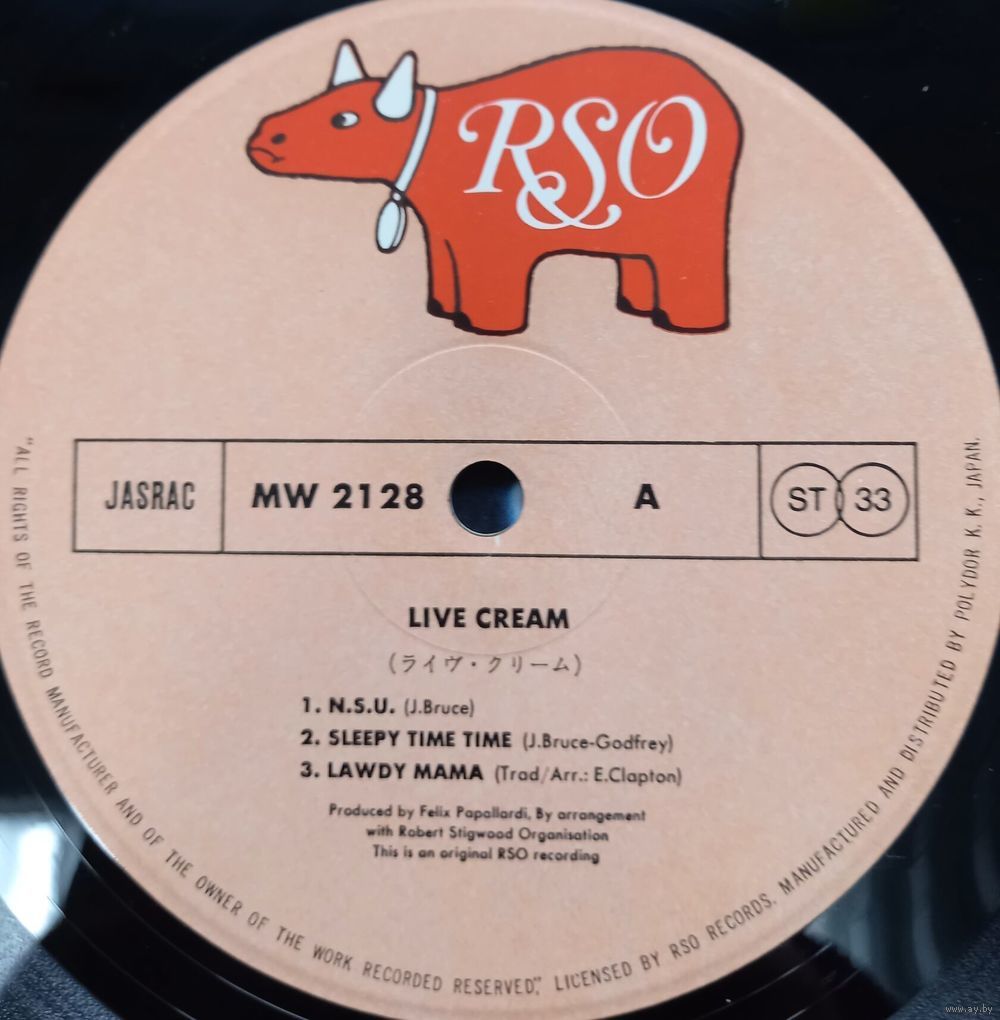 RSO
JASRAC
MW 2128
A
ST 33
LIVE CREAM
(ライヴ・クリーム)
1. N.S.U. (J.Bruce)
2. SLEEPY TIME TIME (J.Bruce-Godfrey)
3. LAWDY MAMA (Trad/Arr.: E.Clapton)
Produced by Felix Papallardi, By arrangement
with Robert Stigwood Organisation
This is an original RSO recording
"ALL RIGHTS OF THE RECORD MANUFACTURER AND OF THE OWNER OF THE WORK RECORDED RESERVED". LICENSED BY RSO RECORDS. MANUFACTURED AND DISTRIBUTED BY POLYDOR K. K., JAPAN.
www.ay.by